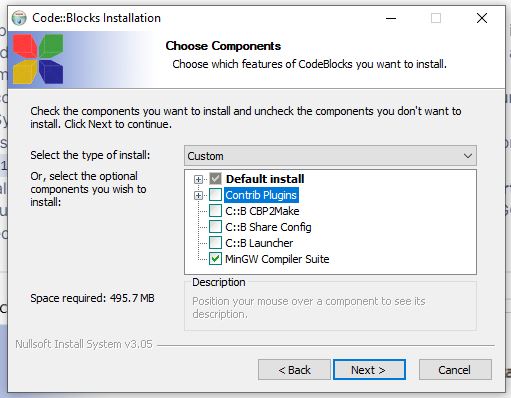 Code::Blocks Installation
Choose Components
Choose which features of CodeBlocks you want to install.
Check the components you want to install and uncheck the components you don't want to
install. Click Next to continue.
Select the type of install:
Custom
Or, select the optional
components you wish to
install:
Default install
Contrib Plugins
C::B CBP2Make
C::B Share Config
C::B Launcher
MinGW Compiler Suite
Space required: 495.7 MB
Description
Position your mouse over a component to see its
description.
Nullsoft Install System v3.05
< Back
Next >
Cancel